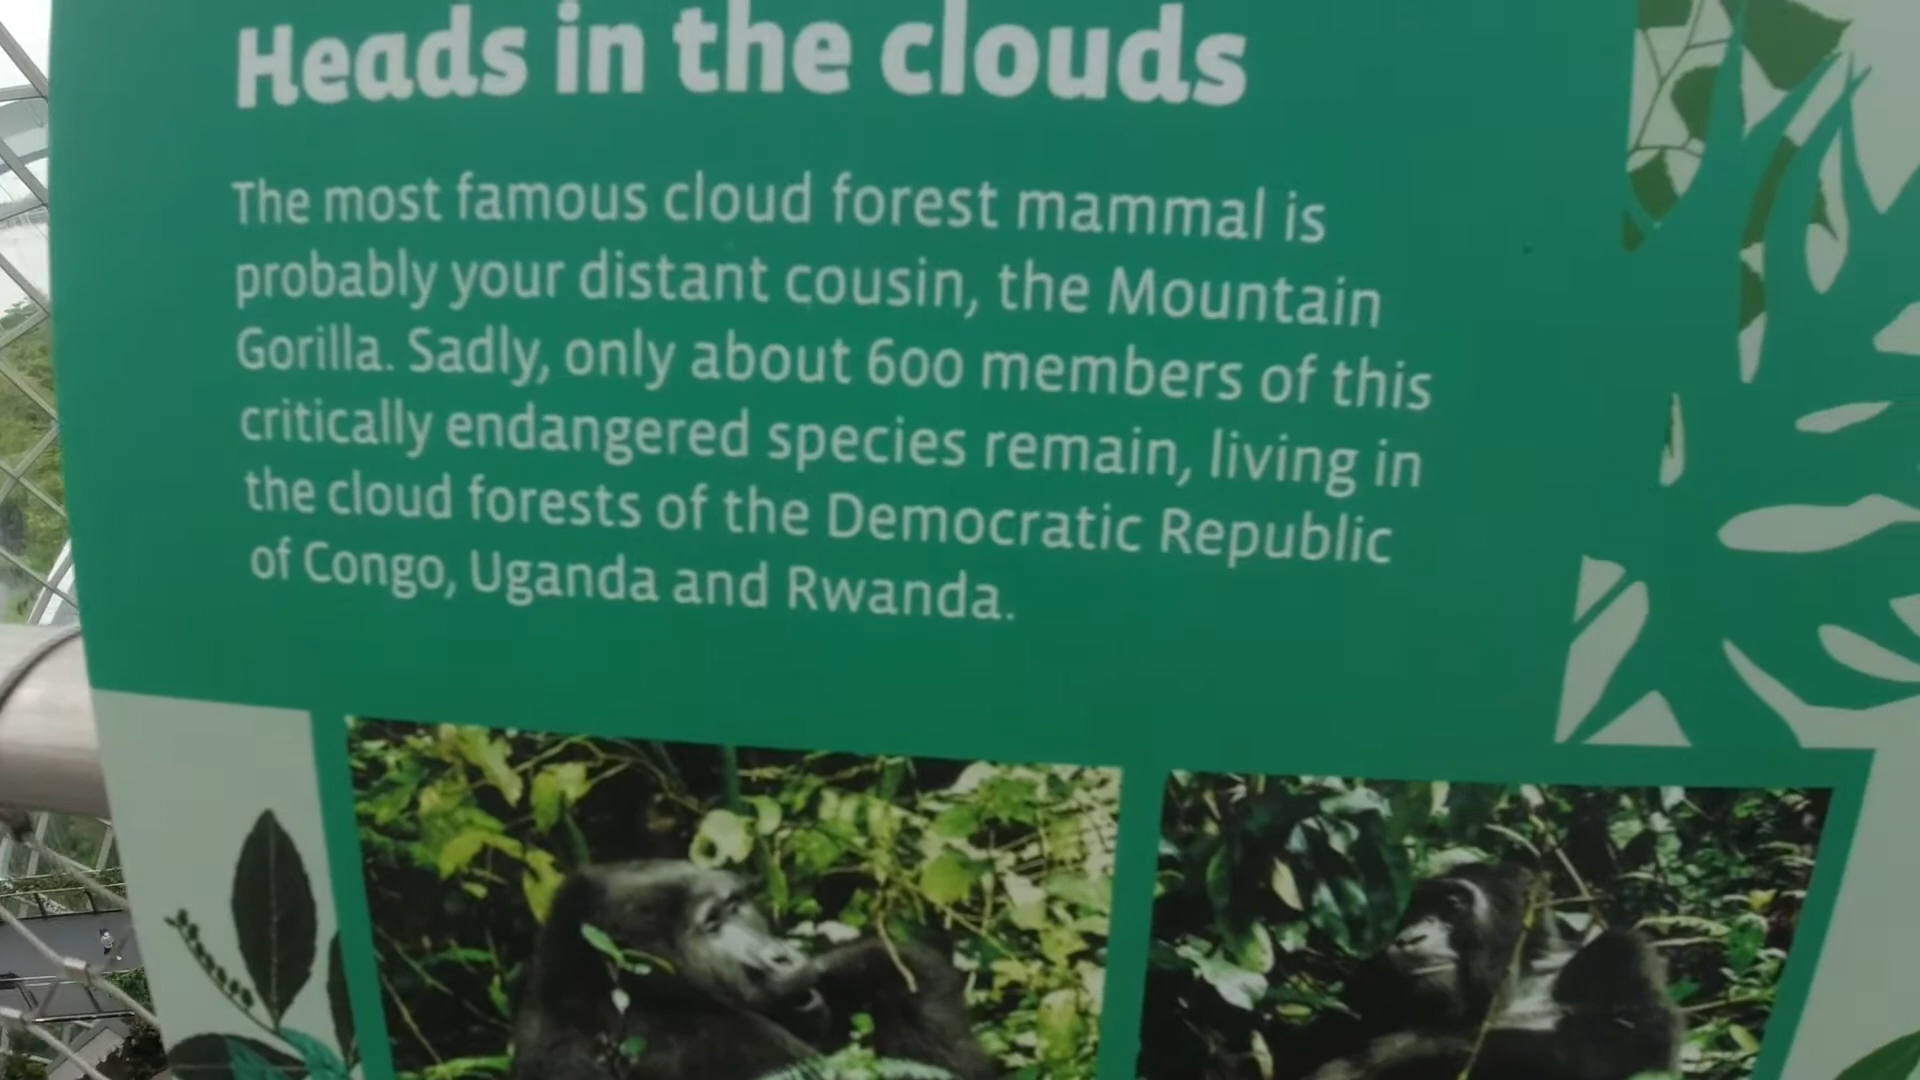 Heads in the clouds
The most famous cloud forest mammal is
probably your distant cousin, the Mountain
Gorilla. Sadly, only about 600 members of this
critically endangered species remain, living in
the cloud forests of the Democratic Republic
of Congo, Uganda and Rwanda.